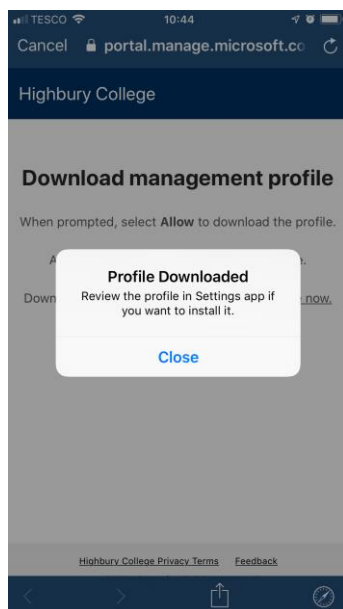 TESCO 10:44
Cancel portal.manage.microsoft.co
Highbury College
Download management profile
When prompted, select Allow to download the profile.
A
Profile Downloaded
Review the profile in Settings app if
you want to install it.
Down now.
Close
Highbury College Privacy Terms Feedback